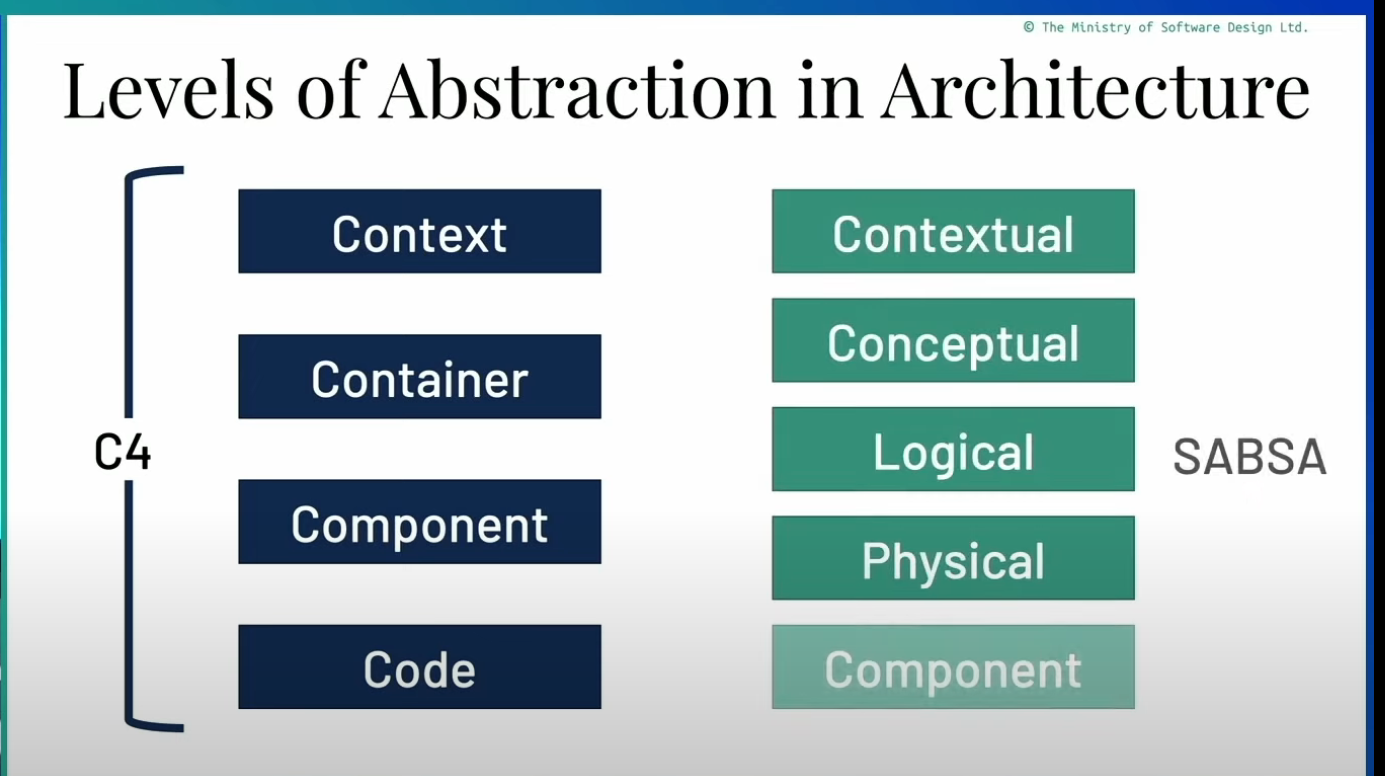 © The Ministry of Software Design Ltd.
Levels of Abstraction in Architecture
C4
Context
Container
Component
Code
Contextual
Conceptual
Logical
Physical
Component
SABSA